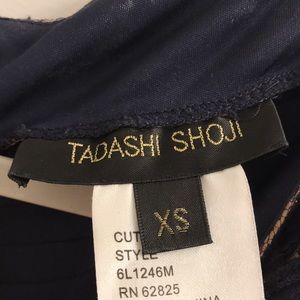 TADASHI SHOJI
XS
CUT
STYLE
6L1246M
RN 62825